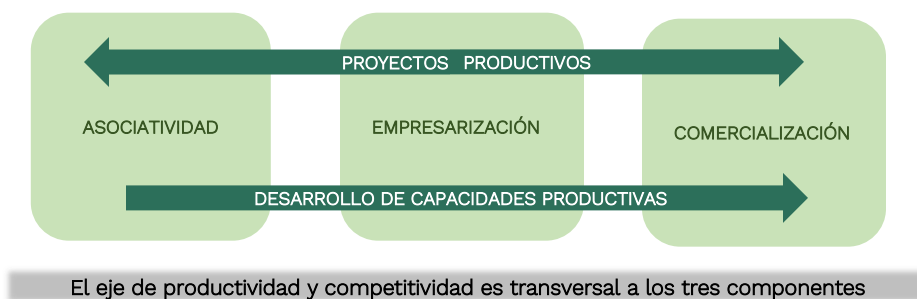 PROYECTOS PRODUCTIVOS
ASOCIATIVIDAD
EMPRESARIZACIÓN
COMERCIALIZACIÓN
DESARROLLO DE CAPACIDADES PRODUCTIVAS
El eje de productividad y competitividad es transversal a los tres componentes